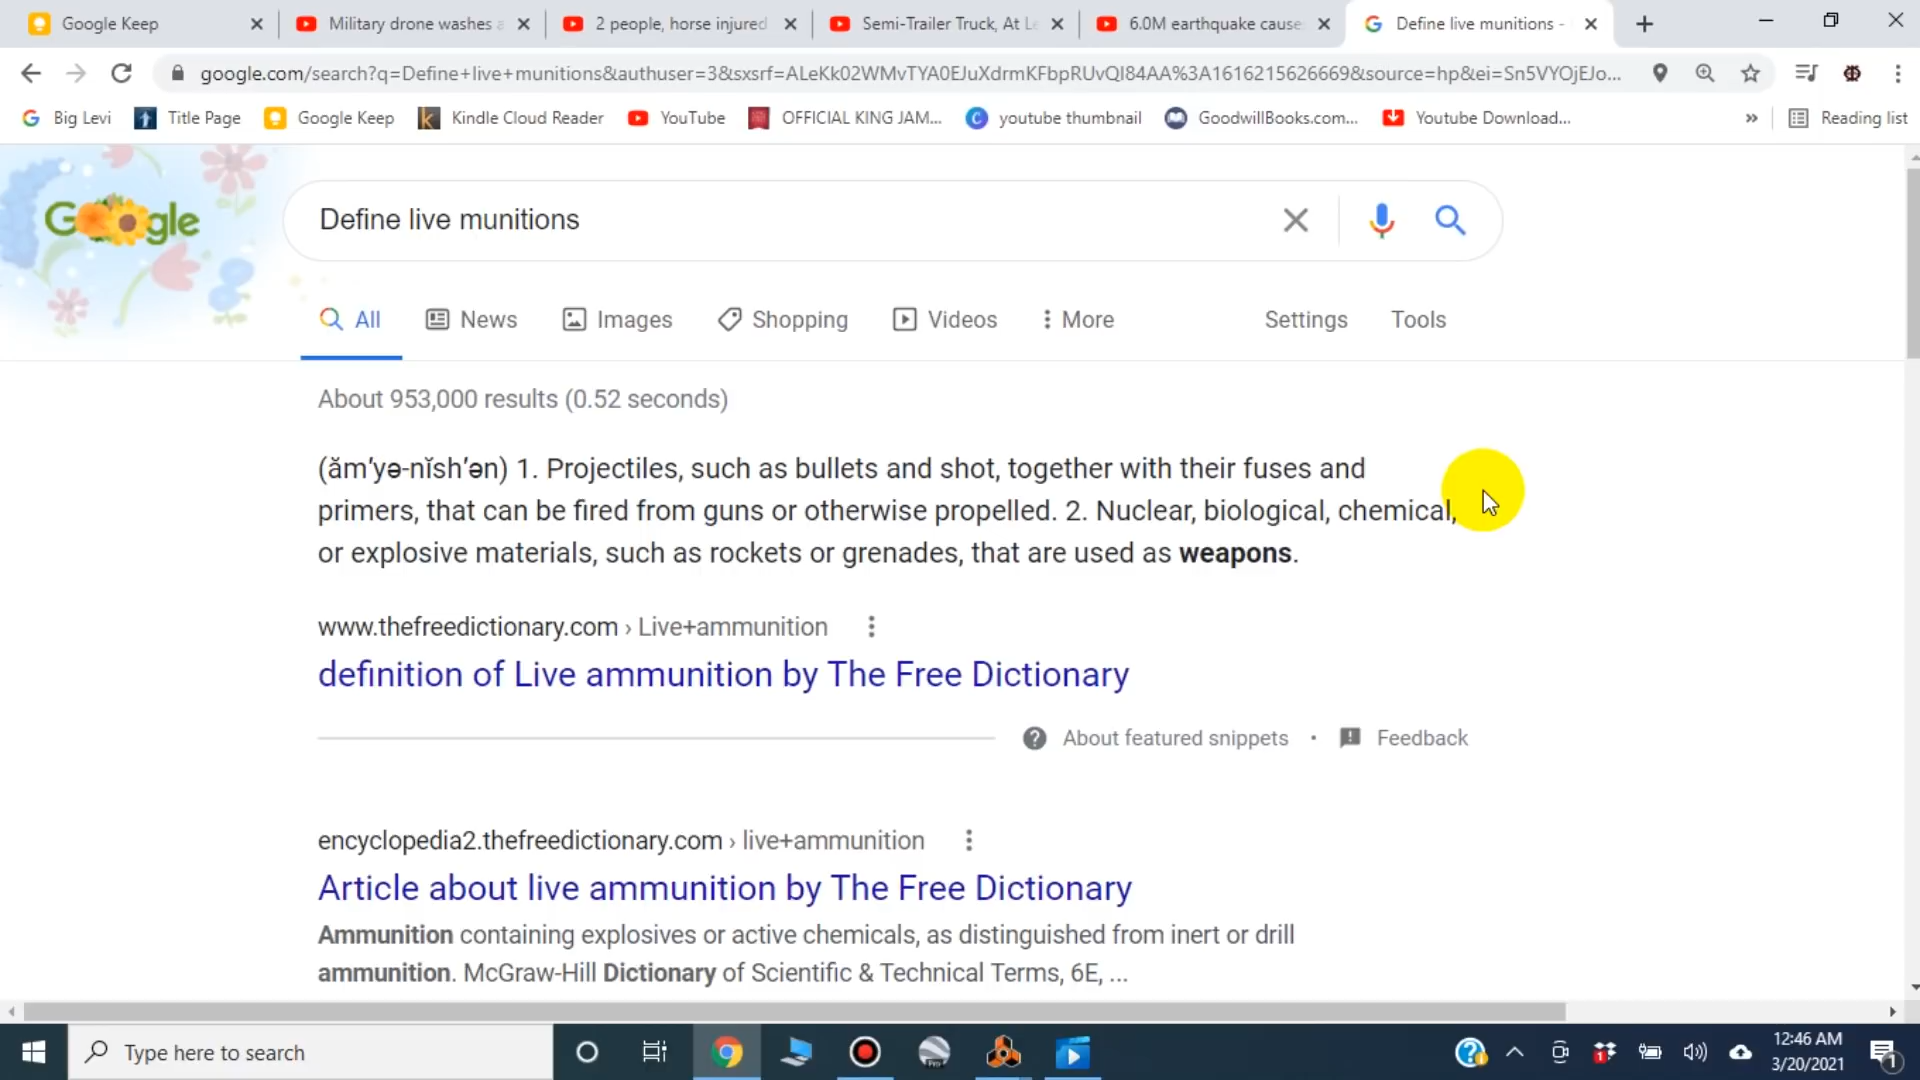 Google Keep
Military drone washes a
2 people, horse injured
Semi-Trailer Truck, At Le
6.0M earthquake cause
Define live munitions -
google.com/search?q=Define+live+munitions&authuser=3&sxsrf=ALeKk02WMvTYA0EJuXdrmKFbpRUvQI84AA%3A1616215626669&source=hp&ei=Sn5VYOjEJo...
Big Levi
Title Page
Google Keep
Kindle Cloud Reader
YouTube
OFFICIAL KING JAM...
youtube thumbnail
GoodwillBooks.com...
Youtube Download...
»
Reading list
Google
Define live munitions
All
News
Images
Shopping
Videos
More
Settings
Tools
About 953,000 results (0.52 seconds)
(ăm′yə-nĭsh′ən) 1. Projectiles, such as bullets and shot, together with their fuses and
primers, that can be fired from guns or otherwise propelled. 2. Nuclear, biological, chemical,
or explosive materials, such as rockets or grenades, that are used as weapons.
www.thefreedictionary.com › Live+ammunition
definition of Live ammunition by The Free Dictionary
About featured snippets • Feedback
encyclopedia2.thefreedictionary.com › live+ammunition
Article about live ammunition by The Free Dictionary
Ammunition containing explosives or active chemicals, as distinguished from inert or drill
ammunition. McGraw-Hill Dictionary of Scientific & Technical Terms, 6E, ...
Type here to search
12:46 AM
3/20/2021
1
1